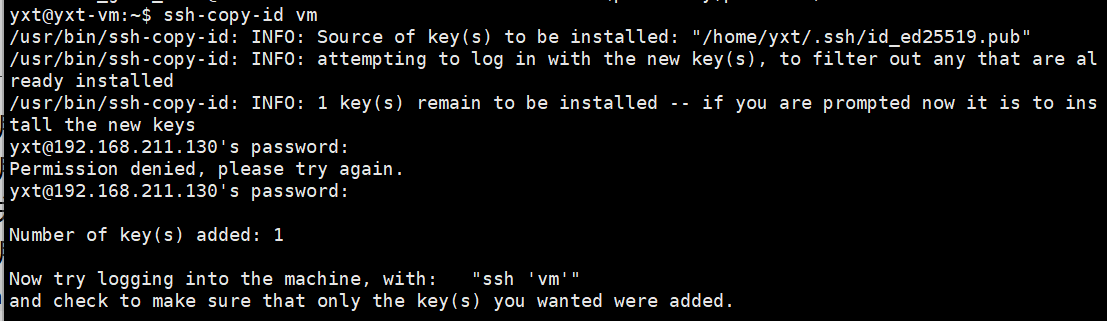 yxt@yxt-vm:~$ ssh-copy-id vm
/usr/bin/ssh-copy-id: INFO: Source of key(s) to be installed: "/home/yxt/.ssh/id_ed25519.pub"
/usr/bin/ssh-copy-id: INFO: attempting to log in with the new key(s), to filter out any that are al
ready installed
/usr/bin/ssh-copy-id: INFO: 1 key(s) remain to be installed -- if you are prompted now it is to ins
tall the new keys
yxt@192.168.211.130's password:
Permission denied, please try again.
yxt@192.168.211.130's password:
Number of key(s) added: 1
Now try logging into the machine, with:   "ssh 'vm'"
and check to make sure that only the key(s) you wanted were added.